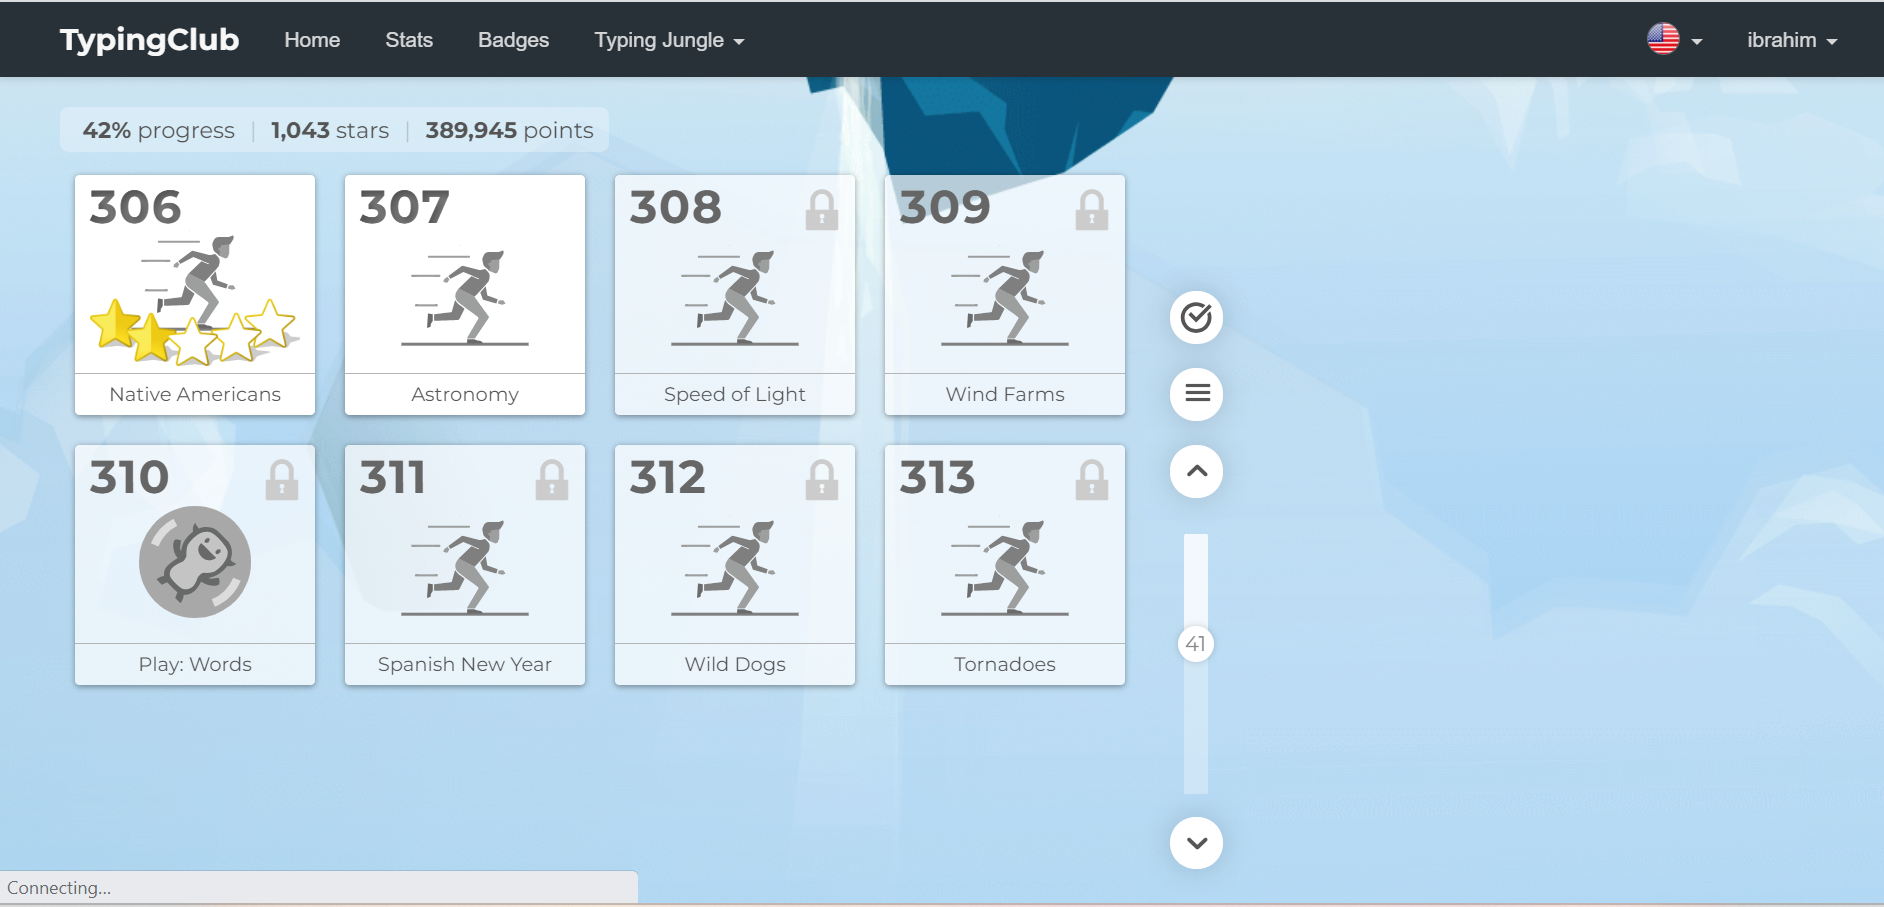 TypingClub Home Stats Badges Typing Jungle ibrahim
42% progress | 1,043 stars | 389,945 points
306 307 308 309
Native Americans Astronomy Speed of Light Wind Farms
310 311 312 313
41
Play: Words Spanish New Year Wild Dogs Tornadoes
Connecting...